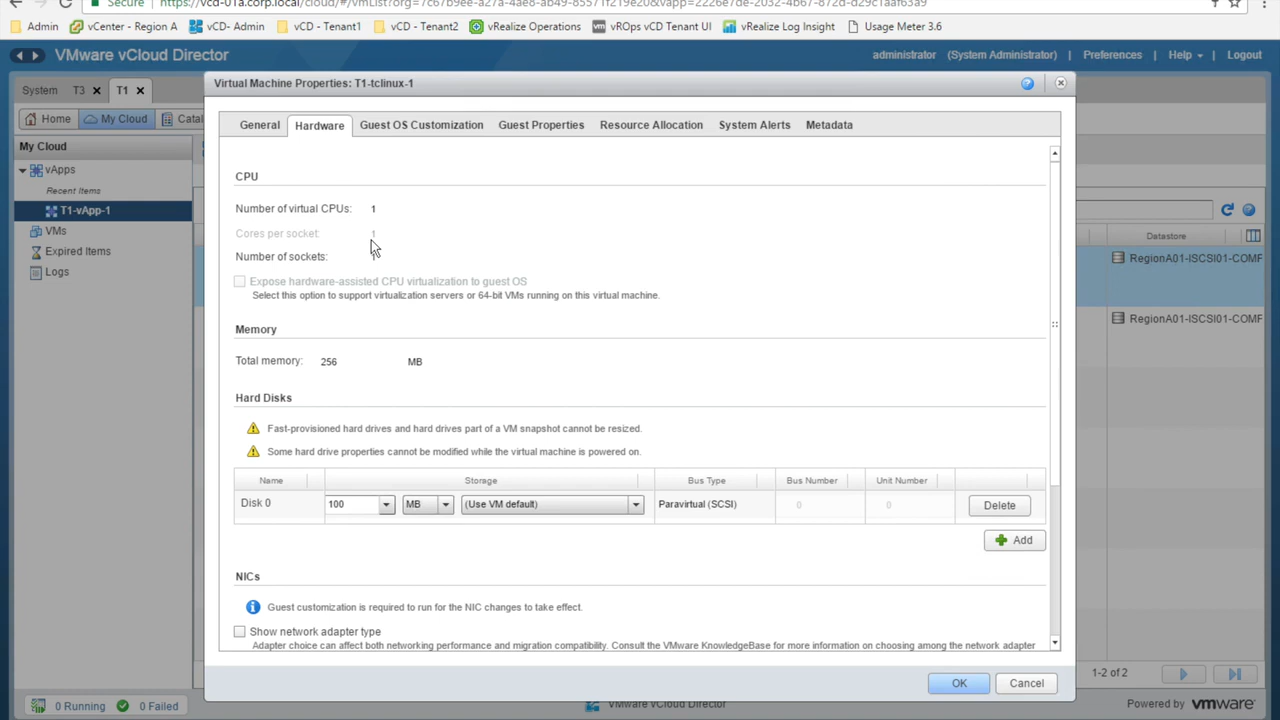 Secure https://vcd-01a.corp.local/cloud/#/vmList?org=7c67b9ee-a27a-4ae8-ab49-85571f219e20&vapp=2226e7de-2032-4b67-872d-d29c1aaf63a9
Admin vCenter - Region A vCD- Admin vCD - Tenant1 vCD - Tenant2 vRealize Operations vROps vCD Tenant UI vRealize Log Insight Usage Meter 3.6
VMware vCloud Director administrator (System Administrator) Preferences Help Logout
System T3 T1
Home My Cloud Catal
My Cloud
vApps
Recent Items
T1-vApp-1
VMs
Expired Items
Logs
Virtual Machine Properties: T1-tclinux-1
General Hardware Guest OS Customization Guest Properties Resource Allocation System Alerts Metadata
CPU
Number of virtual CPUs: 1
Cores per socket: 1
Number of sockets:
Expose hardware-assisted CPU virtualization to guest OS
Select this option to support virtualization servers or 64-bit VMs running on this virtual machine.
Memory
Total memory: 256 MB
Hard Disks
Fast-provisioned hard drives and hard drives part of a VM snapshot cannot be resized.
Some hard drive properties cannot be modified while the virtual machine is powered on.
Name Storage Bus Type Bus Number Unit Number
Disk 0 100 MB (Use VM default) Paravirtual (SCSI) 0 0 Delete
Add
NICs
Guest customization is required to run for the NIC changes to take effect.
Show network adapter type
Adapter choice can affect both networking performance and migration compatibility. Consult the VMware KnowledgeBase for more information on choosing among the network adapter
OK Cancel
Datastore
RegionA01-ISCSI01-COMF
RegionA01-ISCSI01-COMF
1-2 of 2
0 Running 0 Failed VMware vCloud Director Powered by vmware